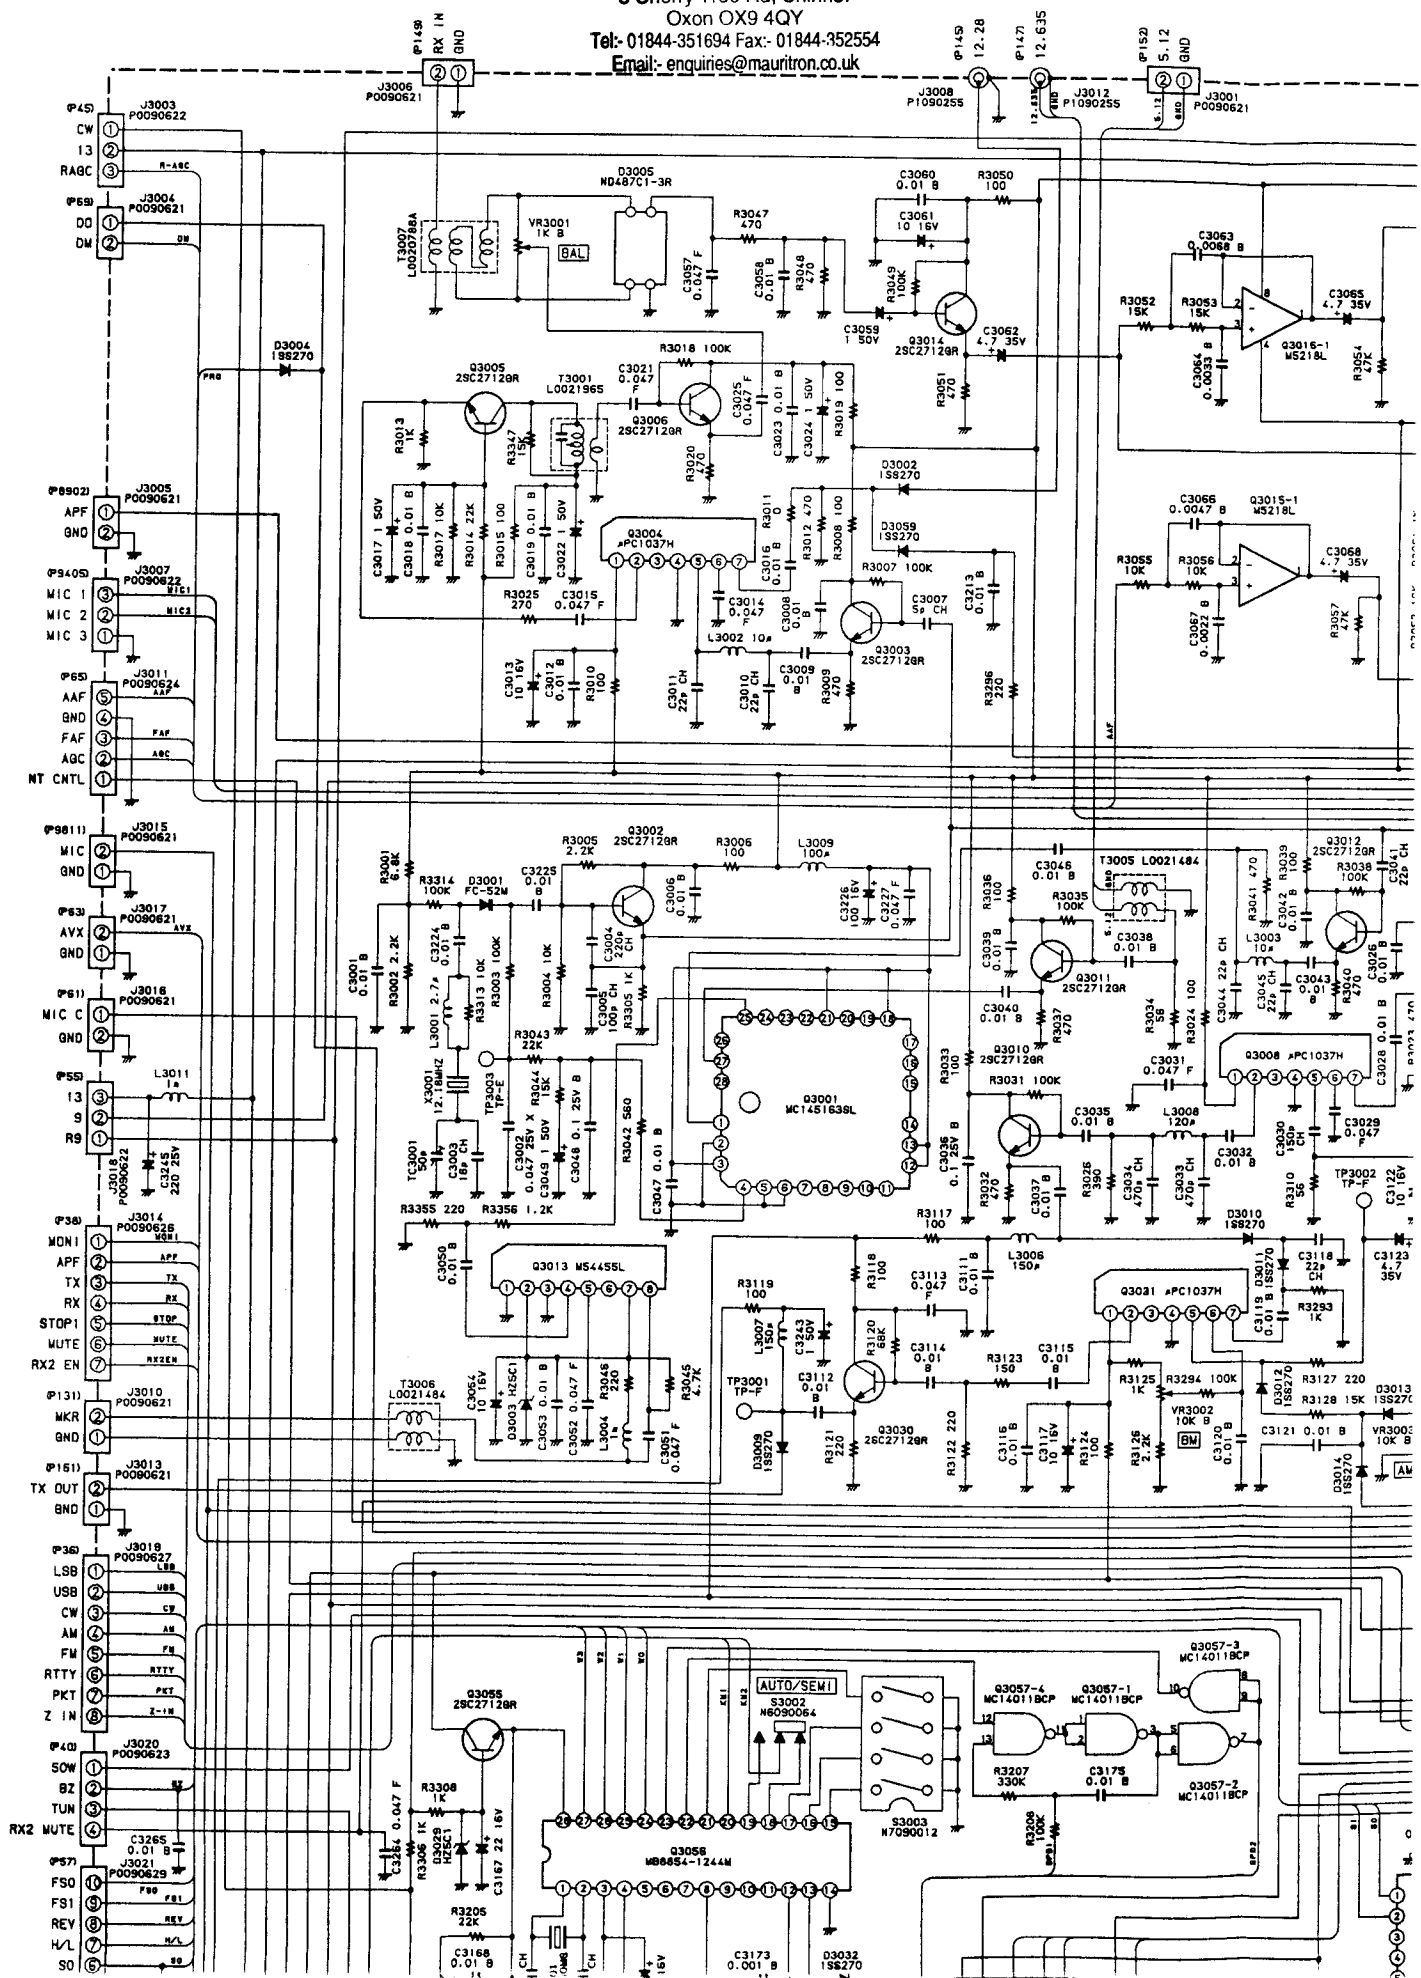 Oxon OX9 4QY
Tel:- 01844-351694 Fax:- 01844-352554
Email:- enquiries@mauritron.co.uk
(P149)
RX IN
GND
J3006
P0090621
(P145)
12.28
J3008
P1090255
(P147)
12.635
J3012
P1090255
(P152)
5.12
GND
J3001
P0090621
(P45)
J3003
P0090622
CW
13
RAGC
R-AGC
(P69)
J3004
P0090621
DO
DM
T3007
L0020788A
VR3001
1K B
BAL
D3005
ND487C1-3R
C3057
0.047 F
R3047
470
C3058
0.01 B
R3048
470
C3059
1 50V
C3060
0.01 B
C3061
10 16V
R3049
100K
R3050
100
Q3014
2SC2712GR
C3062
4.7 35V
R3051
470
R3052
15K
R3053
15K
C3063
0.0068 B
C3064
0.0033 B
Q3016-1
M5218L
C3065
4.7 35V
R3054
47K
D3004
1SS270
PRG
Q3005
2SC2712GR
R3013
1K
R3347
15K
T3001
L0021965
C3021
0.047
F
R3018 100K
Q3006
2SC2712GR
R3020
470
C3025
0.047 F
C3023 0.01 B
C3024 1 50V
R3019 100
D3002
1SS270
D3059
1SS270
(P8902)
J3005
P0090621
APF
GND
C3017 1 50V
C3018 0.01 B
R3017 10K
R3014 22K
R3015 100
C3019 0.01 B
C3022 1 50V
Q3004
µPC1037H
R3011
0
C3016
0.01 B
R3012 470
R3008 100
R3007 100K
C3007
5p CH
C3213
0.01 B
C3066
0.0047 B
Q3015-1
M5218L
R3055
10K
R3056
10K
C3067
0.0022 B
C3068
4.7 35V
R3057
47K
(P9405)
J3007
P0090622
MIC 1
MIC 2
MIC 3
R3025
270
C3015
0.047 F
C3014
0.047
F
C3008
0.01
B
Q3003
2SC2712GR
L3002 10µ
C3009
0.01
B
R3009
470
R3296
220
C3013
10 16V
C3012
0.01 B
R3010
100
C3011
22p CH
C3010
22p CH
(P65)
J3011
P0090624
AAF
GND
FAF
AGC
NT CNTL
AAF
(P9811)
J3015
P0090621
MIC
GND
R3001
6.8K
R3314
100K
D3001
FC-52M
C3225
0.01
B
R3005
2.2K
Q3002
2SC2712GR
R3006
100
L3009
100µ
C3006
0.01 B
C3226
100 16V
C3227
0.047 F
C3046
0.01 B
T3005 L0021484
R3036
100
R3035
100K
C3038
0.01 B
C3039
0.01 B
Q3011
2SC2712GR
C3040
0.01 B
R3037
470
R3034
56
R3024 100
R3041 470
R3039
100
C3042
0.01 B
Q3012
2SC2712GR
R3038
100K
C3041
22p CH
L3003
10µ
C3044 22p CH
C3045
22p CH
C3043
0.01
B
R3040
470
C3026
0.01 B
(P63)
J3017
P0090621
AVX
GND
C3001
0.01 B
R3002 2.2K
C3224
0.01 B
L3001 2.7µ
R3313 10K
R3003 100K
R3004 10K
C3004
220p CH
C3005
100p CH
R3305 1K
(P61)
J3016
P0090621
MIC C
GND
X3001
12.18MHZ
TP3003
TP-E
R3043
22K
R3044
15K
R3042 560
Q3001
MC145163SL
R3033
100
Q3010
2SC2712GR
R3031 100K
C3031
0.047 F
Q3008 µPC1037H
C3028 0.01 B
R3023 470
(P55)
L3011
1µ
13
9
R9
J3018
P0090622
C3245
220 25V
TC3001
50p
C3003
18p CH
C3002
0.047 25V X
C3049 1 50V
C3048 0.1 25V B
C3047 0.01 B
C3036
0.1 25V B
R3032
470
C3037
0.01 B
C3035
0.01 B
R3026
390
C3034
470p CH
L3008
120µ
C3033
470p CH
C3032
0.01 B
C3030
150p
CH
C3029
0.047
F
R3310
56
TP3002
TP-F
C3122
10 16V
(P38)
J3014
P0090626
MONI
APF
TX
RX
STOP1
MUTE
RX2 EN
R3355 220
R3356 1.2K
C3050
0.01 B
Q3013 M54455L
R3117
100
R3118
100
C3113
0.047
F
C3111
0.01 B
L3006
150µ
D3010
1SS270
D3011
1SS270
C3118
22p
CH
C3119
0.01 B
R3293
1K
C3123
4.7
35V
Q3031 µPC1037H
R3119
100
L3007
150µ
C3243
1 50V
R3120
68K
C3114
0.01
B
R3123
150
C3115
0.01
B
(P131)
J3010
P0090621
MKR
GND
T3006
L0021484
C3054
10 16V
D3003 HZ5C1
C3053 0.01 B
C3052 0.047 F
R3046
220
L3004
1µ
R3045
4.7K
C3051
0.047 F
TP3001
TP-F
C3112
0.01
B
D3009
1SS270
R3121
220
Q3030
2SC2712GR
R3122 220
C3116
0.01 B
C3117
10 16V
R3124
100
R3125
1K
R3294 100K
VR3002
10K B
BM
R3126
2.2K
C3120
0.01 B
D3012
1SS270
R3127 220
R3128 15K
C3121 0.01 B
D3013
1SS270
VR3003
10K B
D3014
1SS270
AM
(P151)
J3013
P0090621
TX OUT
GND
(P36)
J3019
P0090627
LSB
USB
CW
AM
FM
RTTY
PKT
Z IN
Q3055
2SC2712GR
W3
W2
W1
W0
KN1
KN2
AUTO/SEMI
S3002
N6090064
S3003
N7090012
Q3057-4
MC14011BCP
Q3057-1
MC14011BCP
Q3057-3
MC14011BCP
Q3057-2
MC14011BCP
R3207
330K
C3175
0.01 B
R3208
100K
SPD1
SPD2
(P40)
J3020
P0090623
SOW
BZ
TUN
RX2 MUTE
C3265
0.01 B
C3264 0.047 F
R3306 1K
R3308
1K
D3029
HZ5C1
C3167 22 16V
Q3056
MB8854-1244M
(P57)
J3021
P0090629
FS0
FS1
REV
H/L
S0
R3205
22K
C3168
0.01 B
C3173
0.001 B
D3032
1SS270